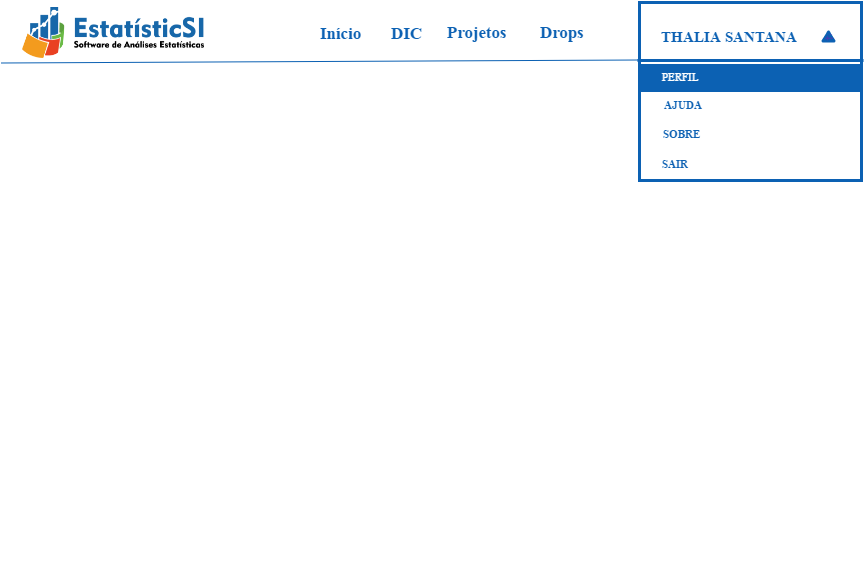 EstatísticSI
Software de Análises Estatísticas
Início DIC Projetos Drops THALIA SANTANA
PERFIL
AJUDA
SOBRE
SAIR